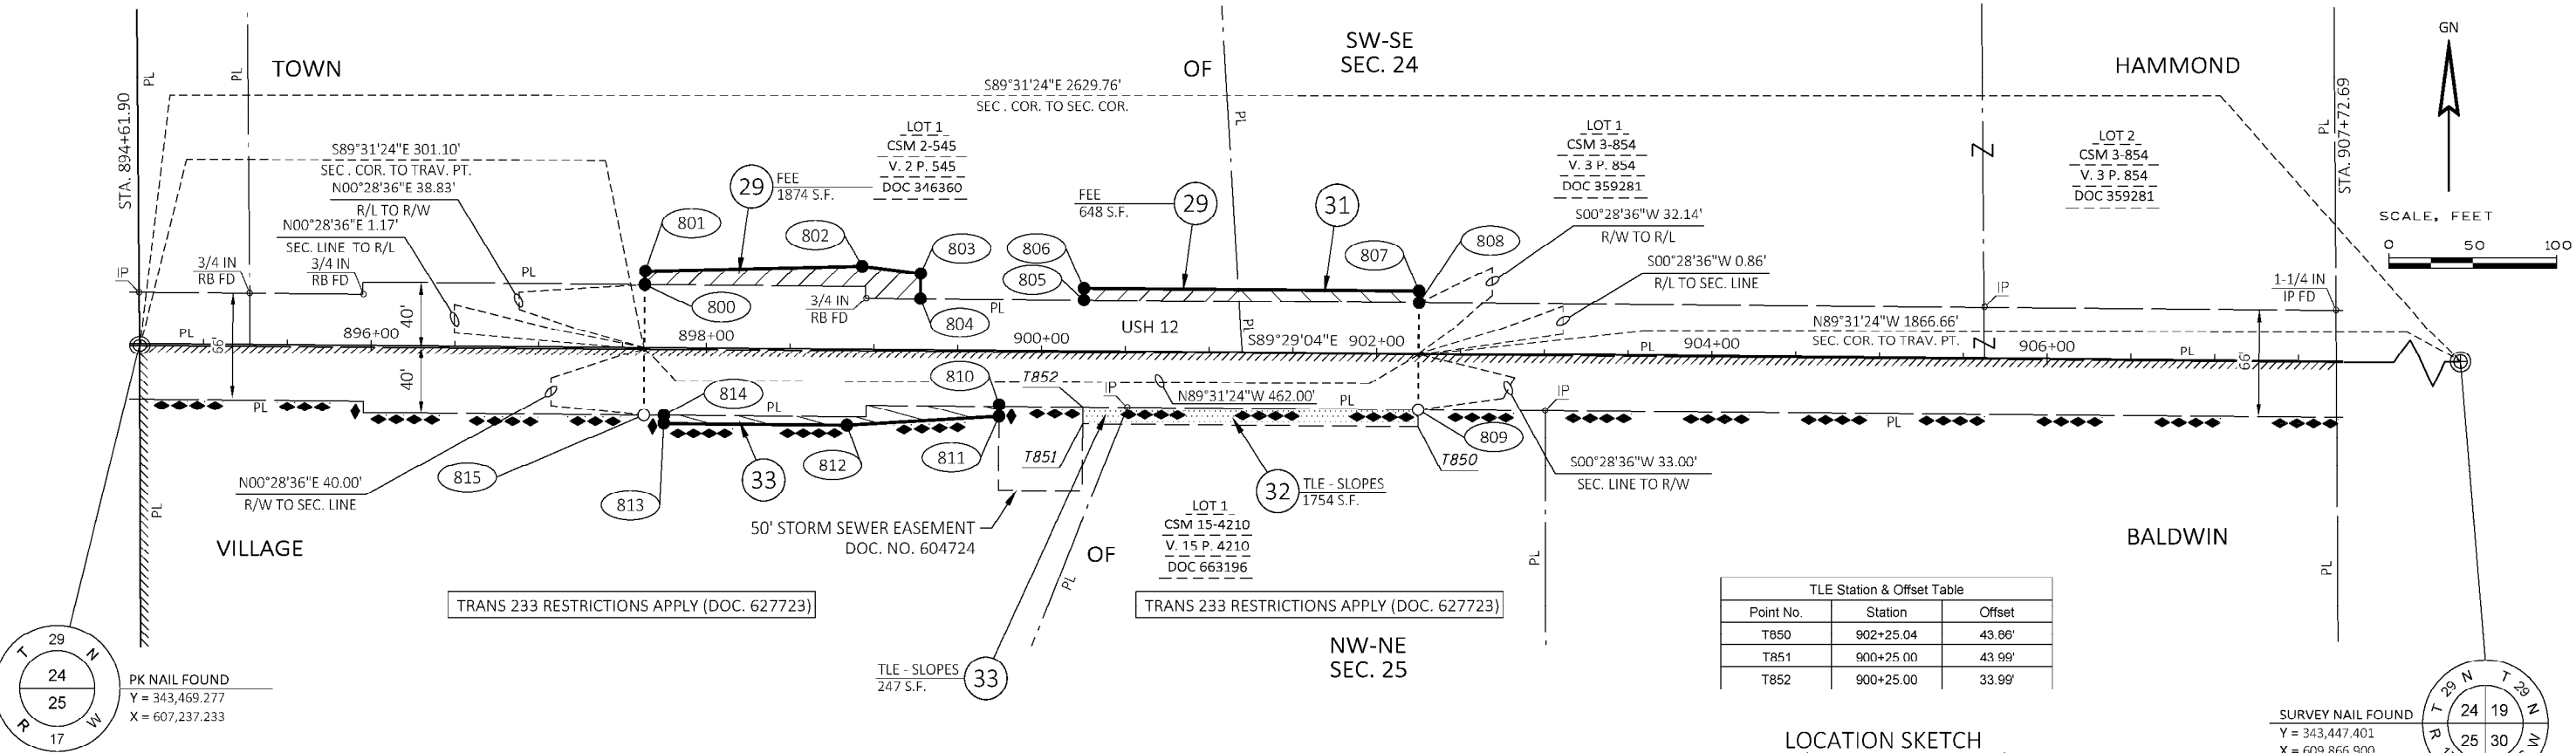 GN
SW-SE
SEC. 24
TOWN
OF
HAMMOND
PL
PL
S89°31'24"E 2629.76'
SEC . COR. TO SEC. COR.
STA. 894+61.90
STA. 907+72.69
PL
PL
LOT 1
CSM 2-545
V. 2 P. 545
DOC 346360
LOT 1
CSM 3-854
V. 3 P. 854
DOC 359281
LOT 2
CSM 3-854
V. 3 P. 854
DOC 359281
S89°31'24"E 301.10'
SEC . COR. TO TRAV. PT.
N00°28'36"E 38.83'
R/L TO R/W
N00°28'36"E 1.17'
SEC. LINE TO R/L
29
FEE
1874 S.F.
FEE
648 S.F.
29
31
S00°28'36"W 32.14'
R/W TO R/L
SCALE, FEET
0 50 100
801
802
803
806
805
807
808
S00°28'36"W 0.86'
R/L TO SEC. LINE
IP
3/4 IN
RB FD
3/4 IN
RB FD
PL
800
3/4 IN
RB FD
804
PL
IP
1-1/4 IN
IP FD
USH 12
PL
S89°29'04"E
N89°31'24"W 1866.66'
SEC. COR. TO TRAV. PT.
PL
896+00
898+00
900+00
902+00
904+00
906+00
PL
PL
66'
40'
40'
66'
Z
Z
814
PL
810
T852
IP
N89°31'24"W 462.00'
PL
IP
PL
PL
815
813
33
812
811
T851
809
T850
N00°28'36"E 40.00'
R/W TO SEC. LINE
S00°28'36"W 33.00'
SEC. LINE TO R/W
32
TLE - SLOPES
1754 S.F.
PL
50' STORM SEWER EASEMENT
DOC. NO. 604724
LOT 1
CSM 15-4210
V. 15 P. 4210
DOC 663196
VILLAGE
OF
BALDWIN
PL
PL
PL
TRANS 233 RESTRICTIONS APPLY (DOC. 627723)
TRANS 233 RESTRICTIONS APPLY (DOC. 627723)
TLE Station & Offset Table
Point No. Station Offset
T850 902+25.04 43.86'
T851 900+25.00 43.99'
T852 900+25.00 33.99'
NW-NE
SEC. 25
TLE - SLOPES
247 S.F.
33
29
T N
24
25
R W
17
PK NAIL FOUND
Y = 343,469.277
X = 607,237.233
LOCATION SKETCH
SURVEY NAIL FOUND
Y = 343,447.401
X = 609,866.900
T 29 N
T 29 N
24 19
25 30
R
W